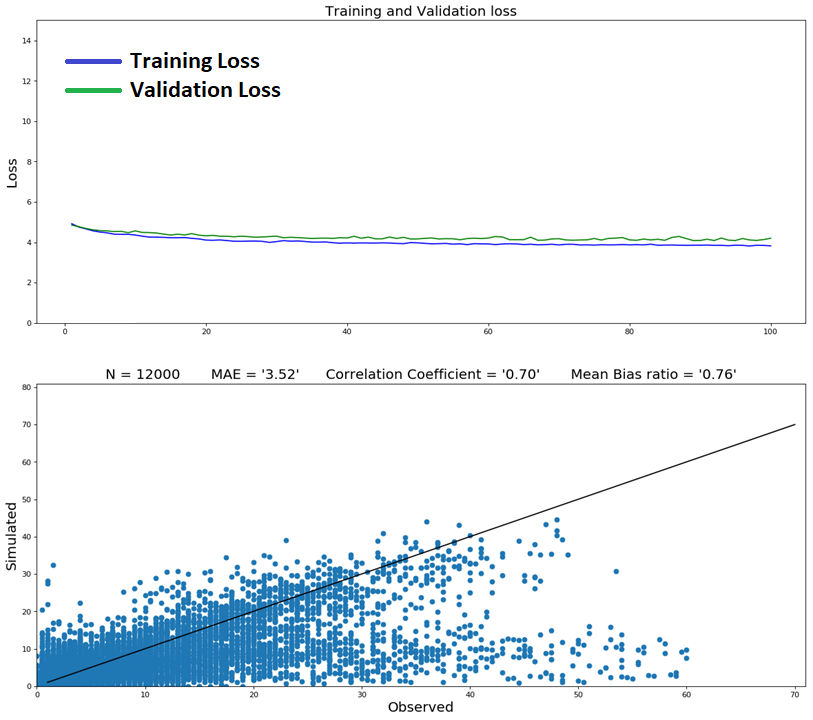 Training and Validation loss
14
12
10
8
6
4
2
0
Loss
Training Loss
Validation Loss
0 20 40 60 80 100
N = 12000 MAE = '3.52' Correlation Coefficient = '0.70' Mean Bias ratio = '0.76'
80
70
60
50
40
30
20
10
0
Simulated
0 10 20 30 40 50 60 70
Observed